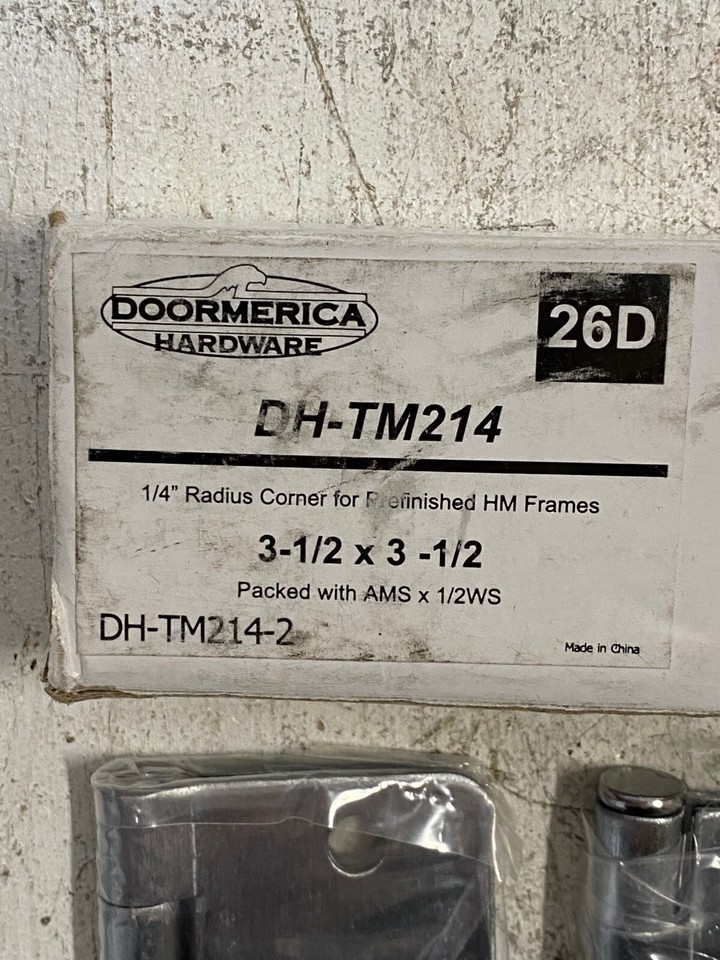 DOORMERICA
HARDWARE
26D
DH-TM214
1/4" Radius Corner for Prefinished HM Frames
3-1/2 x 3 -1/2
Packed with AMS x 1/2WS
DH-TM214-2
Made in China